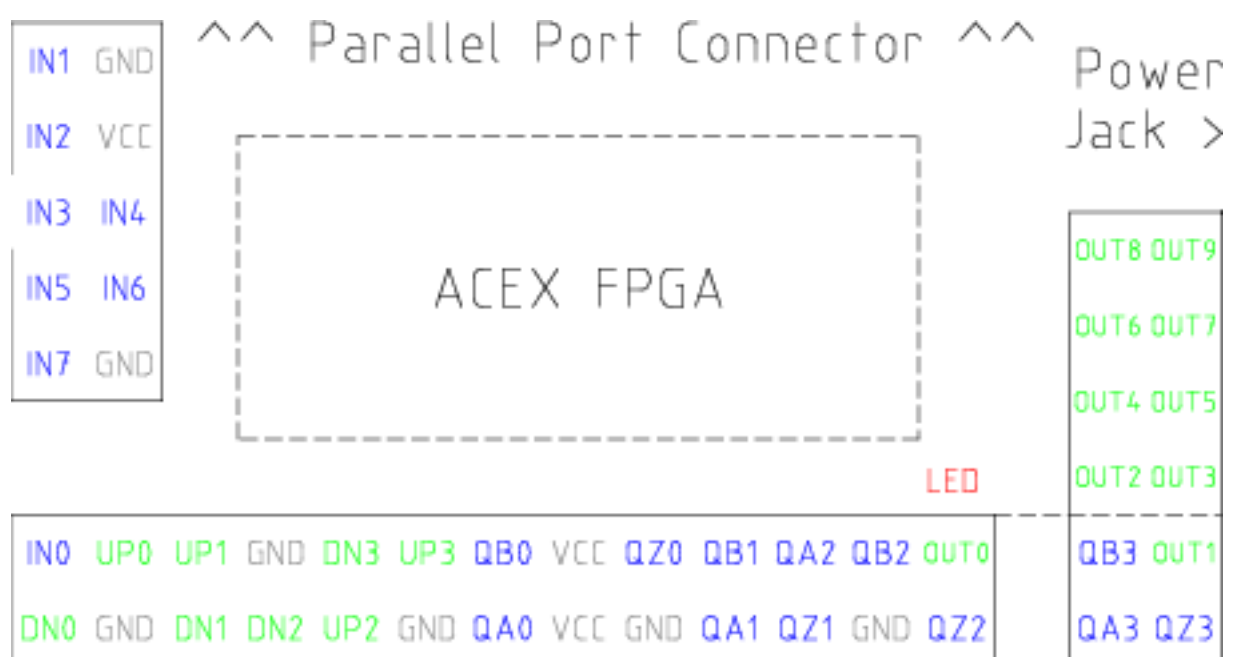 ^^ Parallel Port Connector ^^
Power
Jack >
IN1 GND
IN2 VCC
IN3 IN4
IN5 IN6
IN7 GND
ACEX FPGA
OUT8 OUT9
OUT6 OUT7
OUT4 OUT5
OUT2 OUT3
LED
IN0 UP0 UP1 GND DN3 UP3 QB0 VCC QZ0 QB1 QA2 QB2 OUT0
DN0 GND DN1 DN2 UP2 GND QA0 VCC GND QA1 QZ1 GND QZ2
QB3 OUT1
QA3 QZ3